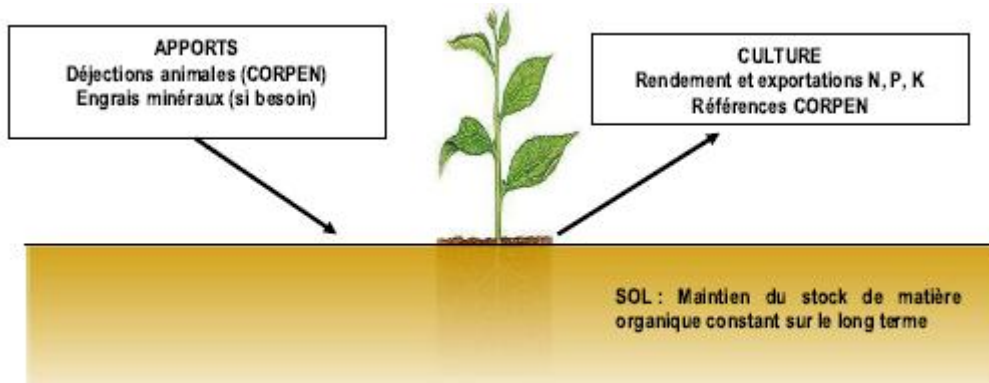 APPORTS
Déjections animales (CORPEN)
Engrais minéraux (si besoin)
CULTURE
Rendement et exportations N, P, K
Références CORPEN
SOL : Maintien du stock de matière
organique constant sur le long terme